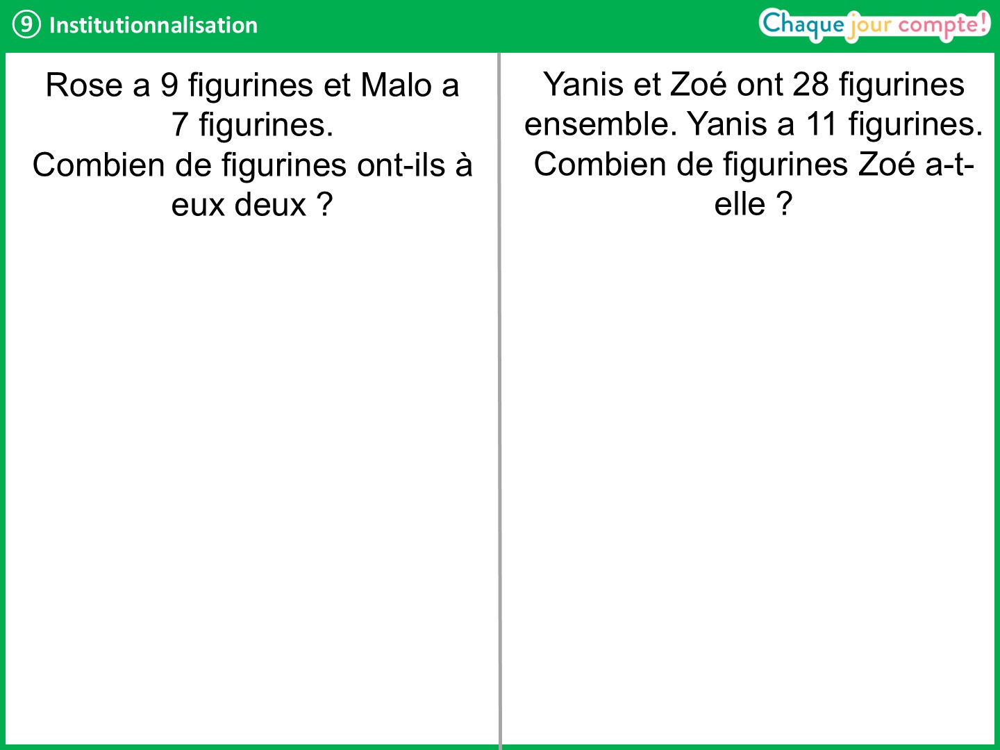 ⑨ Institutionnalisation
Chaque jour compte!
Rose a 9 figurines et Malo a
7 figurines.
Combien de figurines ont-ils à
eux deux ?
Yanis et Zoé ont 28 figurines
ensemble. Yanis a 11 figurines.
Combien de figurines Zoé a-t-
elle ?